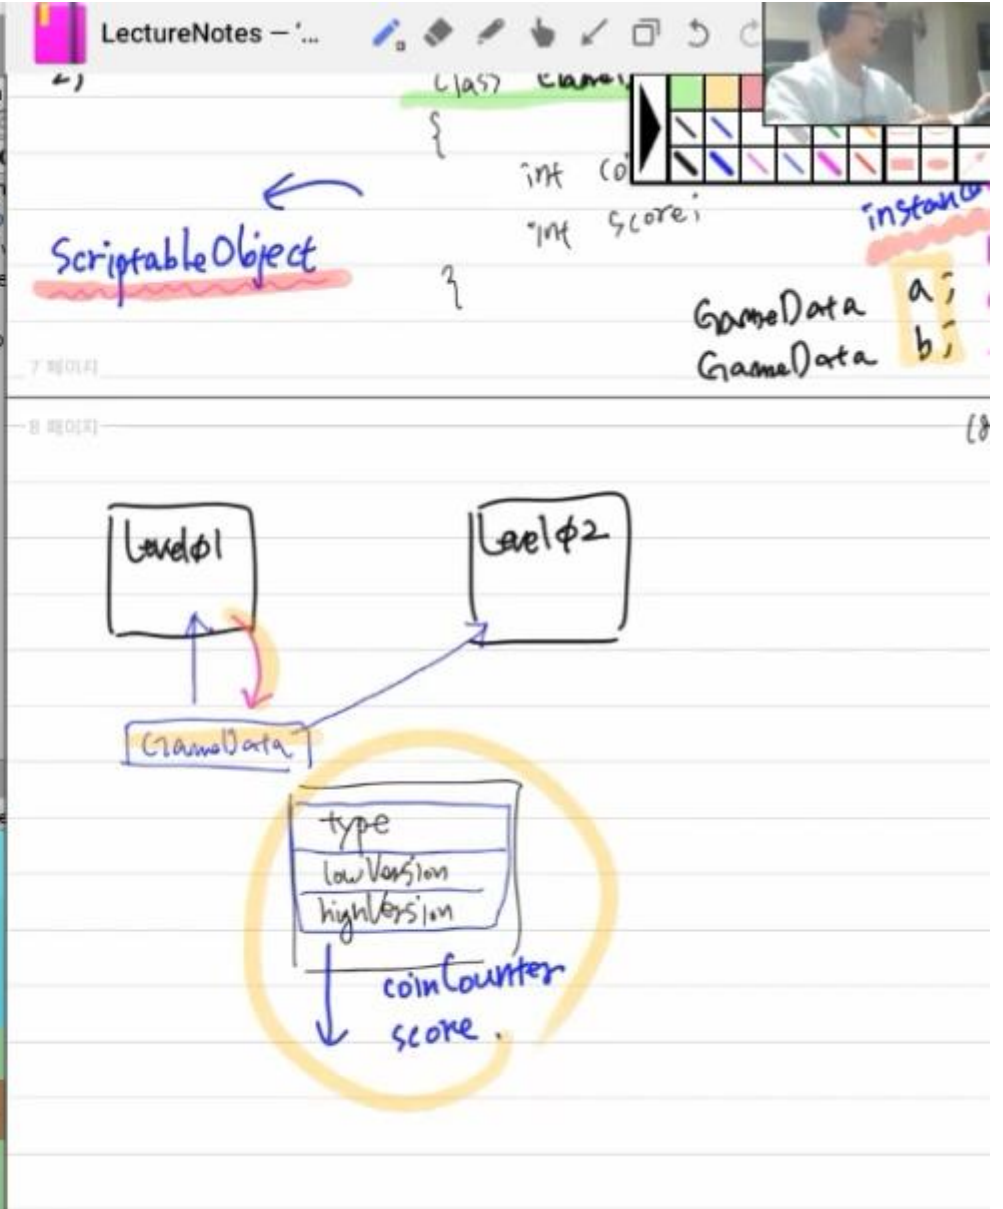 LectureNotes – '...
class
{
int co
int score;
}
ScriptableObject
instance
GameData a;
GameData b;
7 페이지
8 페이지
Level01
Level02
GameData
type
lowVersion
highVersion
coinCounter
score.